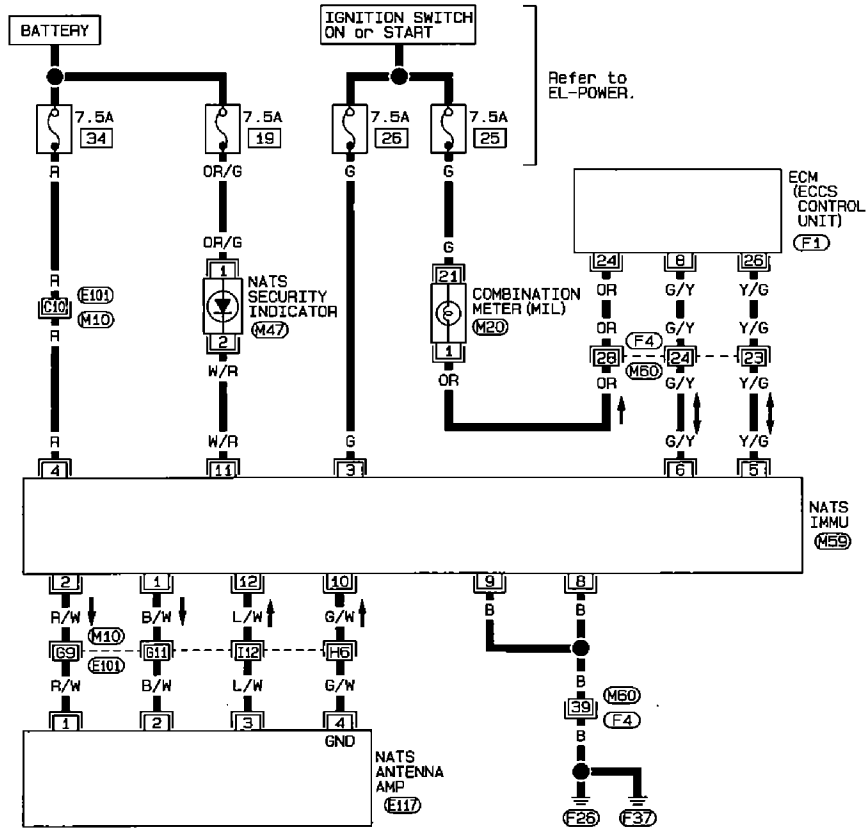 BATTERY
IGNITION SWITCH
ON or START
Refer to
EL-POWER.
7.5A
34
7.5A
19
7.5A
26
7.5A
25
R
OR/G
G
G
ECM
(ECCS
CONTROL
UNIT)
F1
OR/G
G
24
8
26
R
1
21
OR
G/Y
Y/G
C10
E101
M10
NATS
SECURITY
INDICATOR
M47
COMBINATION
METER (MIL)
M20
OR
G/Y
Y/G
R
2
1
F4
28
24
23
M60
W/R
OR
OR
G/Y
Y/G
R
W/R
G
G/Y
Y/G
4
11
3
6
5
NATS
IMMU
M59
2
1
12
10
9
8
R/W
B/W
L/W
G/W
B
B
M10
G9
G11
I12
H6
E101
R/W
B/W
L/W
G/W
B
39
M60
F4
1
2
3
4
B
GND
NATS
ANTENNA
AMP
E117
F26
F37